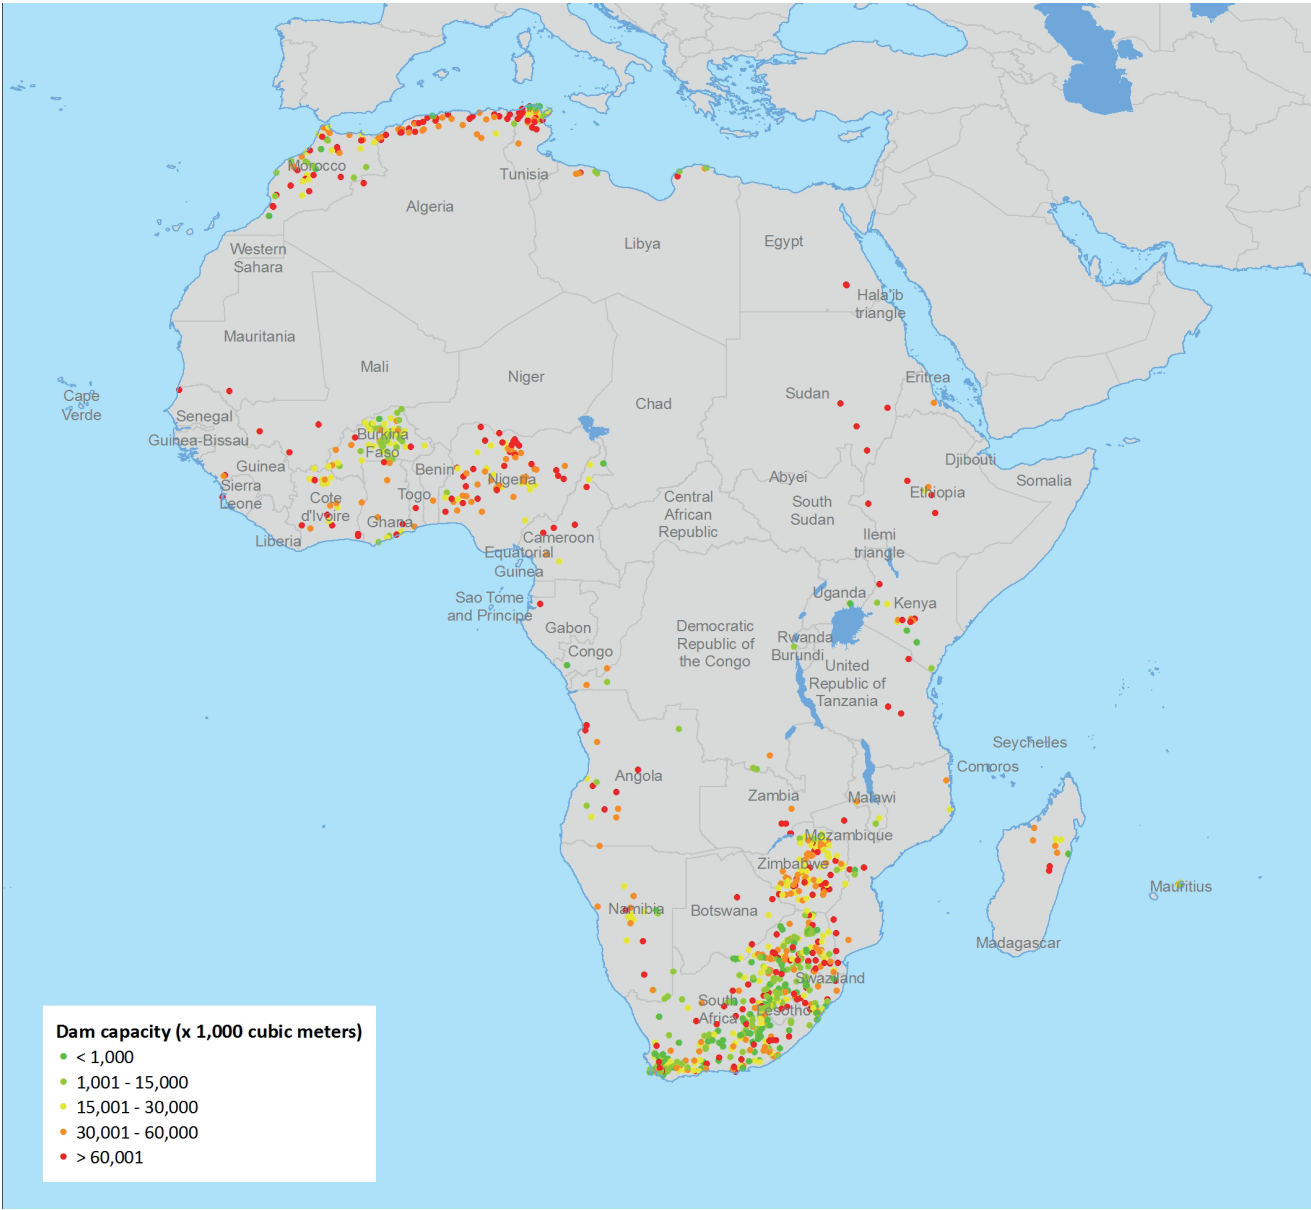 Morocco
Tunisia
Algeria
Western
Sahara
Libya
Egypt
Hala'ib
triangle
Mauritania
Mali
Niger
Chad
Sudan
Eritrea
Cape
Verde
Senegal
Guinea-Bissau
Burkina
Faso
Guinea
Benin
Nigeria
Djibouti
Somalia
Abyei
Ethiopia
Sierra
Leone
Cote
d'Ivoire
Togo
Ghana
Central
African
Republic
South
Sudan
Liberia
Cameroon
Ilemi
triangle
Equatorial
Guinea
Sao Tome
and Principe
Uganda
Kenya
Gabon
Congo
Democratic
Republic of
the Congo
Rwanda
Burundi
United
Republic of
Tanzania
Seychelles
Comoros
Angola
Zambia
Malawi
Mozambique
Zimbabwe
Mauritius
Namibia
Botswana
Madagascar
Swaziland
South
Africa
Lesotho
Dam capacity (x 1,000 cubic meters)
< 1,000
1,001 - 15,000
15,001 - 30,000
30,001 - 60,000
> 60,001